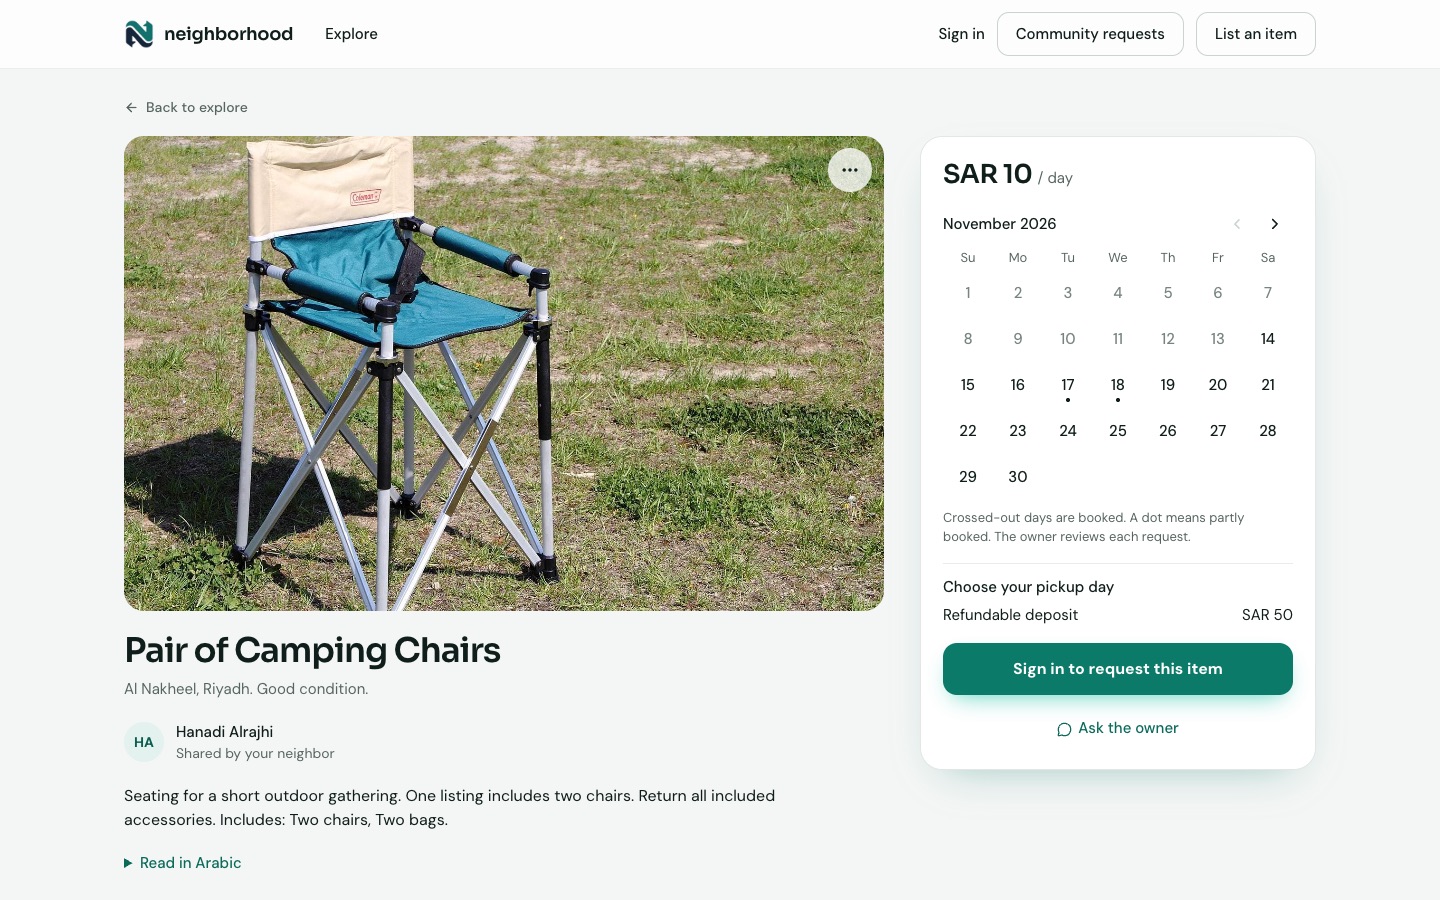 neighborhood
Explore
Sign in
Community requests
List an item
Back to explore
Coleman
SAR 10 / day
November 2026
Su Mo Tu We Th Fr Sa
1 2 3 4 5 6 7
8 9 10 11 12 13 14
15 16 17 18 19 20 21
22 23 24 25 26 27 28
29 30
Crossed-out days are booked. A dot means partly
booked. The owner reviews each request.
Choose your pickup day
Refundable deposit SAR 50
Sign in to request this item
Ask the owner
Pair of Camping Chairs
Al Nakheel, Riyadh. Good condition.
HA
Hanadi Alrajhi
Shared by your neighbor
Seating for a short outdoor gathering. One listing includes two chairs. Return all included
accessories. Includes: Two chairs, Two bags.
Read in Arabic